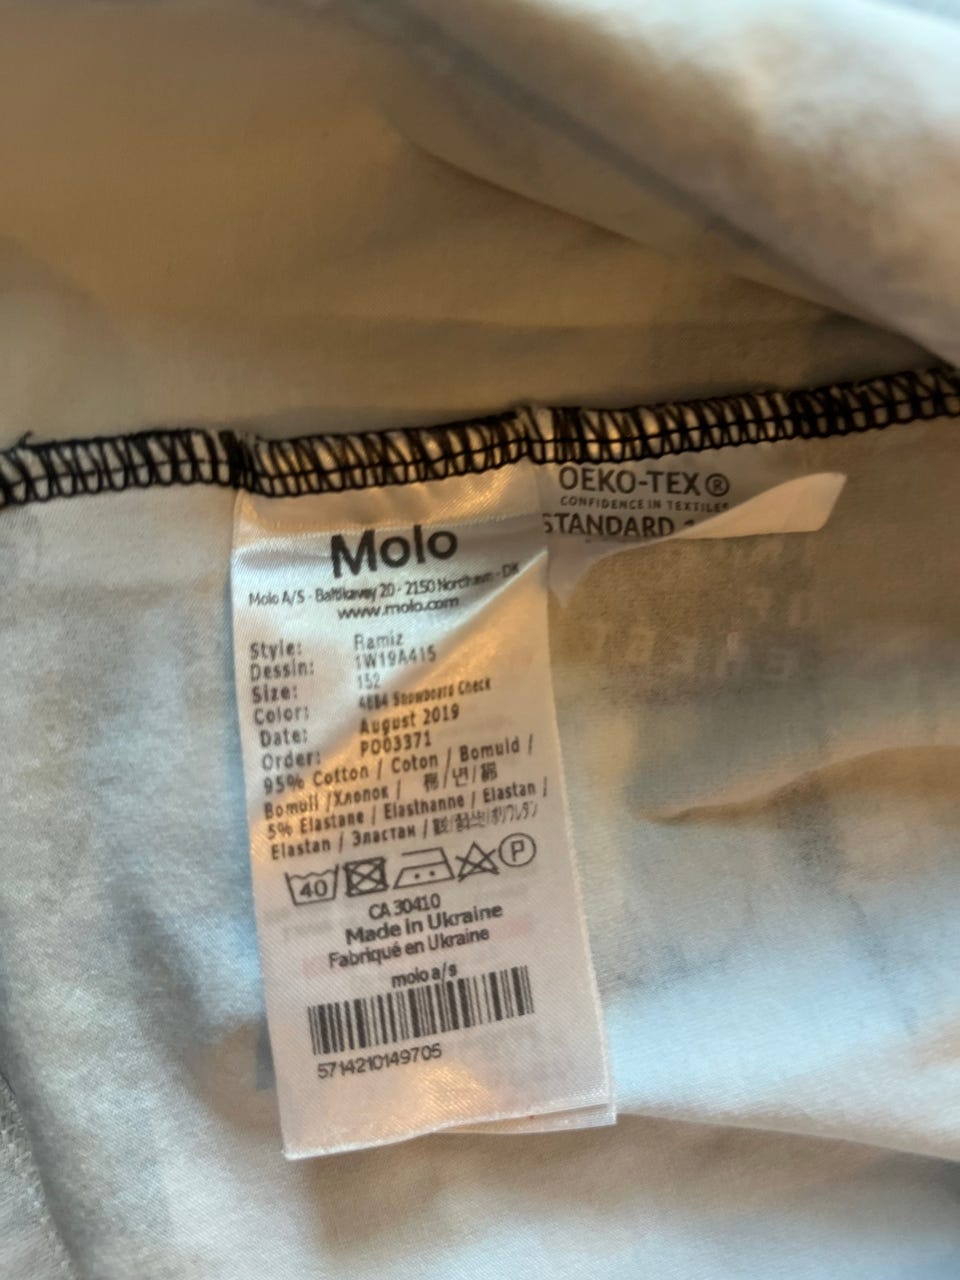 OEKO-TEX®
CONFIDENCE IN TEXTILES
STANDARD
Molo
Molo A/S - Baltikavej 20 - 2150 Nordhavn - DK
www.molo.com
Style: Ramiz
Dessin: 1W19A415
Size: 152
Color: 4884 Snowboard Check
Date: August 2019
Order: PO03371
95% Cotton / Coton / Bomuld /
Bomull / Хлопок / 棉/년/綿
5% Elastane / Elasthanne / Elastan /
Elastan / Эластан /
40
P
CA 30410
Made in Ukraine
Fabriqué en Ukraine
molo a/s
5714210149705